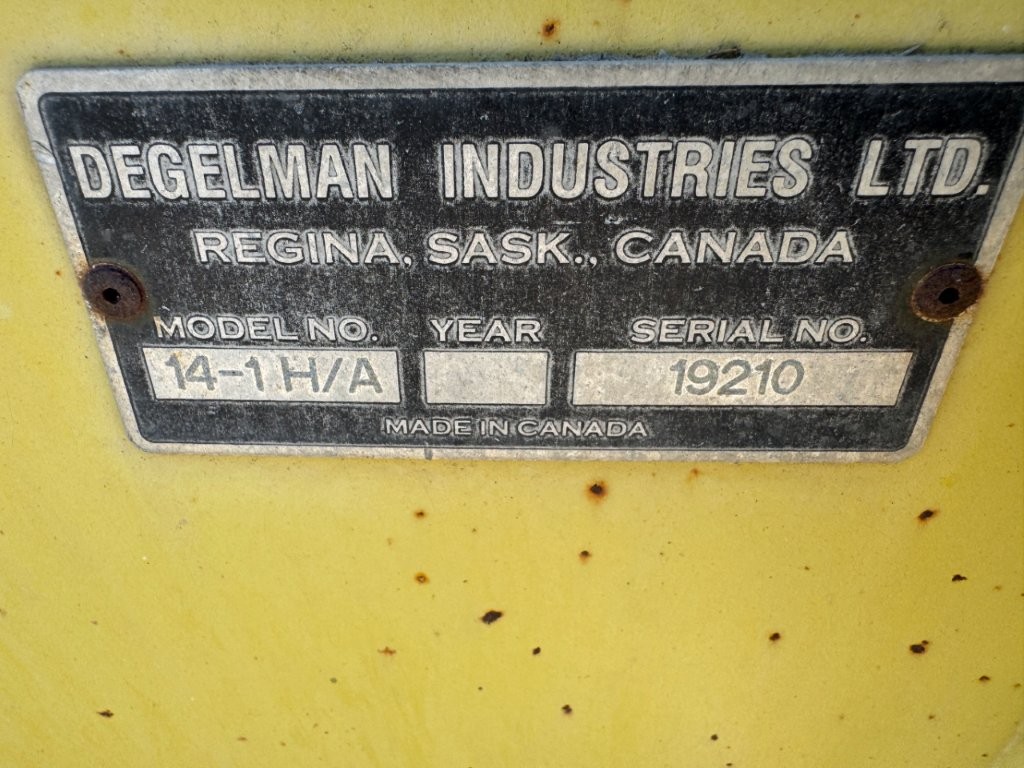 DEGELMAN INDUSTRIES LTD.
REGINA, SASK., CANADA
MODEL NO. YEAR SERIAL NO.
14-1 H/A 19210
MADE IN CANADA